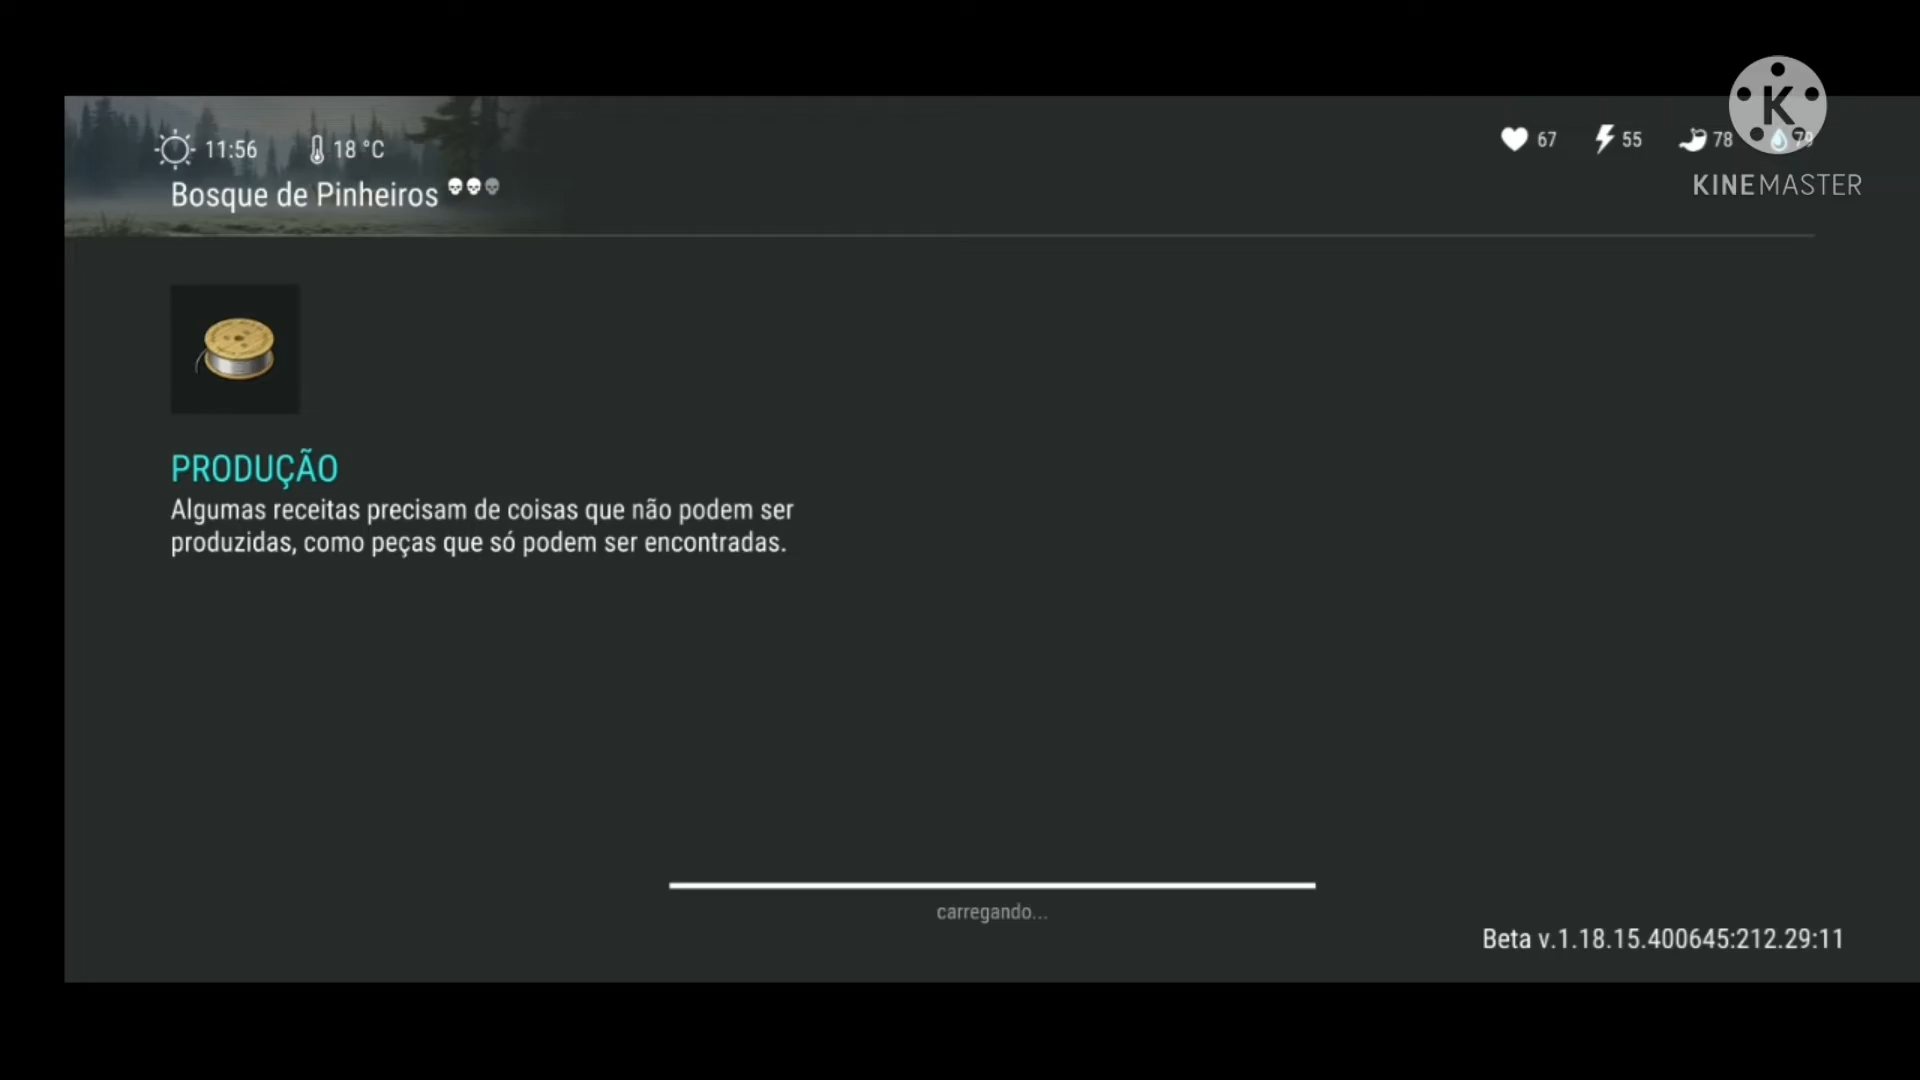 11:56 18 °C
67 55 78 79
Bosque de Pinheiros
K
KINEMASTER
PRODUÇÃO
Algumas receitas precisam de coisas que não podem ser
produzidas, como peças que só podem ser encontradas.
carregando...
Beta v.1.18.15.400645:212.29:11